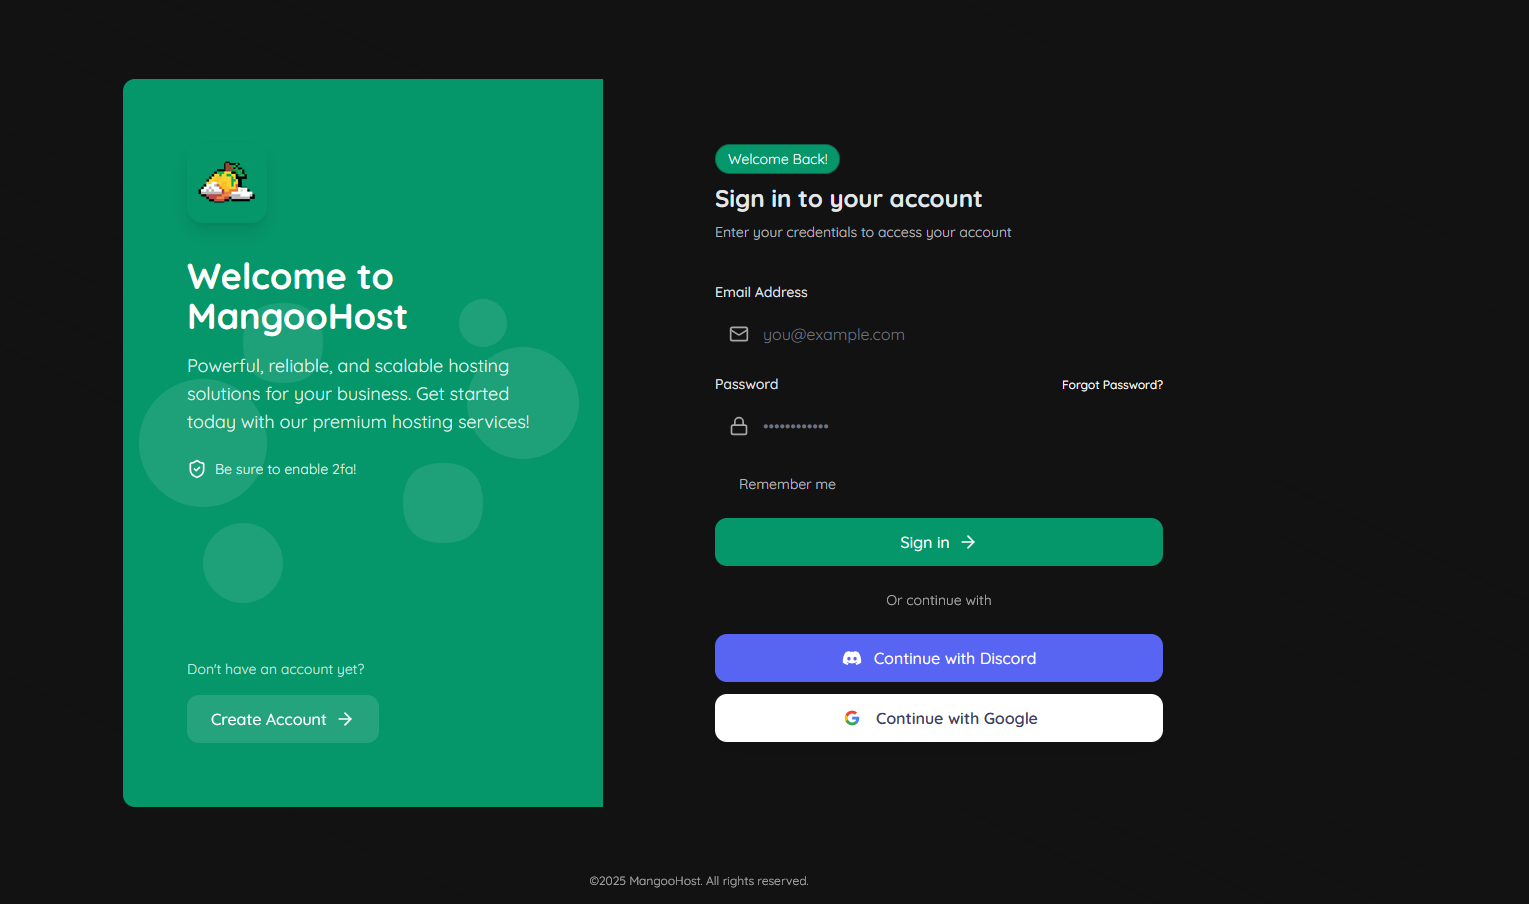 Welcome to
MangooHost
Powerful, reliable, and scalable hosting
solutions for your business. Get started
today with our premium hosting services!
Be sure to enable 2fa!
Don't have an account yet?
Create Account
Welcome Back!
Sign in to your account
Enter your credentials to access your account
Email Address
you@example.com
Password
Forgot Password?
••••••••••••
Remember me
Sign in
Or continue with
Continue with Discord
Continue with Google
©2025 MangooHost. All rights reserved.